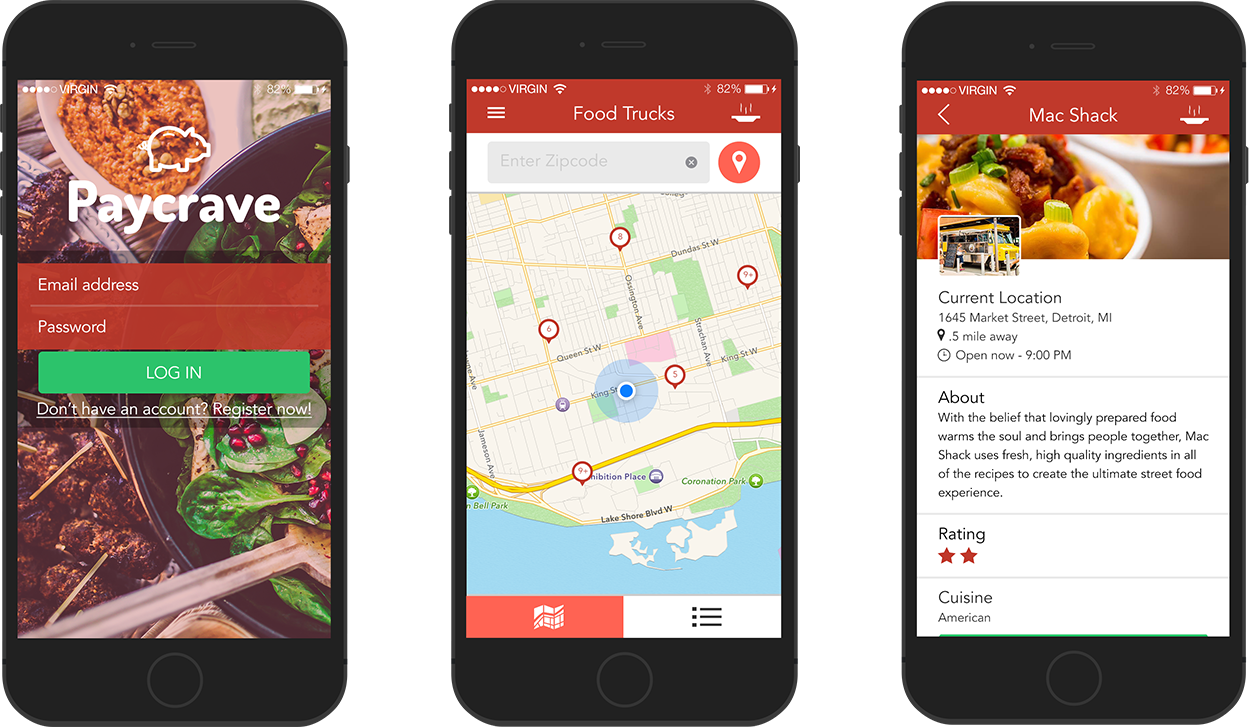 VIRGIN 82%
Paycrave
Email address
Password
LOG IN
Don't have an account? Register now!
VIRGIN 82%
Food Trucks
Enter Zipcode
8
Dundas St W
9+
Ossington Ave
6
Strachan Ave
Queen St W
King St W
5
King St
Jameson Ave
9+
hibition Place
Coronation Park
n Bell Park
Lake Shore Blvd W
VIRGIN 82%
Mac Shack
Current Location
1645 Market Street, Detroit, MI
.5 mile away
Open now - 9:00 PM
About
With the belief that lovingly prepared food
warms the soul and brings people together, Mac
Shack uses fresh, high quality ingredients in all
of the recipes to create the ultimate street food
experience.
Rating
Cuisine
American